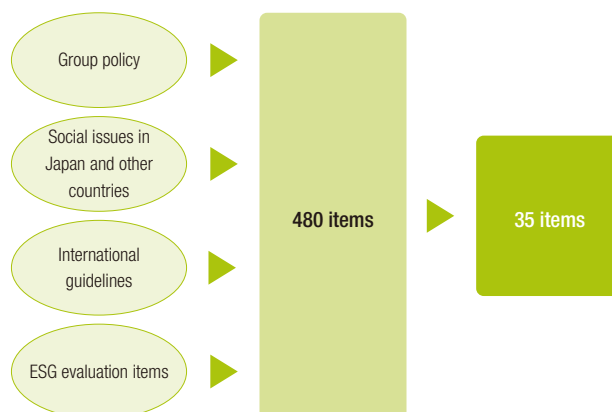 Group policy
Social issues in
Japan and other
countries
International
guidelines
ESG evaluation items
480 items
35 items